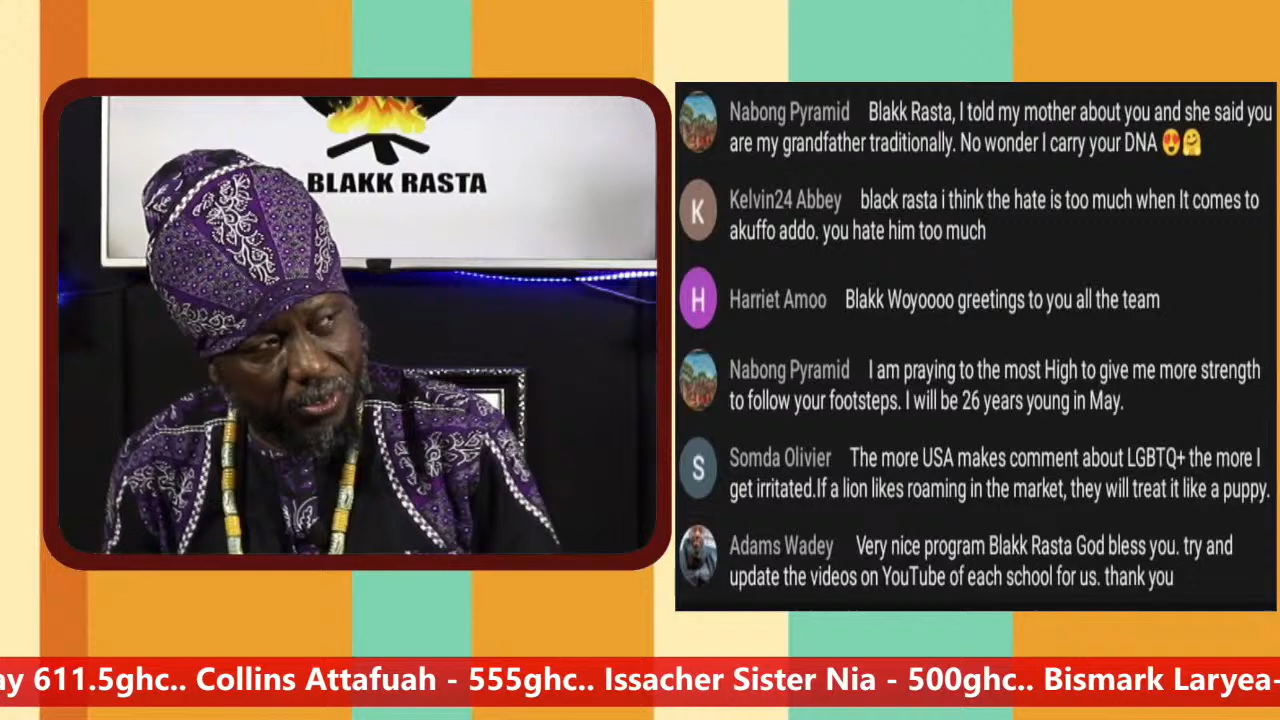 BLAKK RASTA
Nabong Pyramid Blakk Rasta, I told my mother about you and she said you
are my grandfather traditionally. No wonder I carry your DNA 😍🤗
K
Kelvin24 Abbey black rasta i think the hate is too much when It comes to
akuffo addo. you hate him too much
H
Harriet Amoo Blakk Woyoooo greetings to you all the team
Nabong Pyramid I am praying to the most High to give me more strength
to follow your footsteps. I will be 26 years young in May.
S
Somda Olivier The more USA makes comment about LGBTQ+ the more I
get irritated.If a lion likes roaming in the market, they will treat it like a puppy.
Adams Wadey Very nice program Blakk Rasta God bless you. try and
update the videos on YouTube of each school for us. thank you
ay 611.5ghc.. Collins Attafuah - 555ghc.. Issacher Sister Nia - 500ghc.. Bismark Laryea-